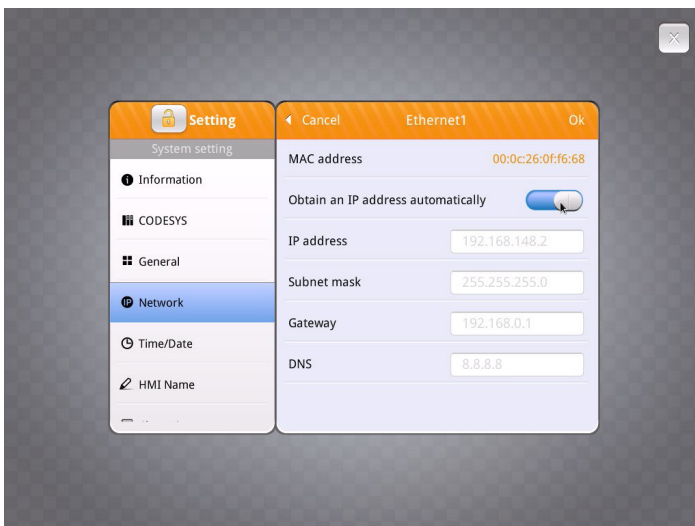 Setting
System setting
Information
CODESYS
General
IP Network
Time/Date
HMI Name
Cancel Ethernet1 Ok
MAC address 00:0c:26:0f:f6:68
Obtain an IP address automatically
IP address 192.168.148.2
Subnet mask 255.255.255.0
Gateway 192.168.0.1
DNS 8.8.8.8